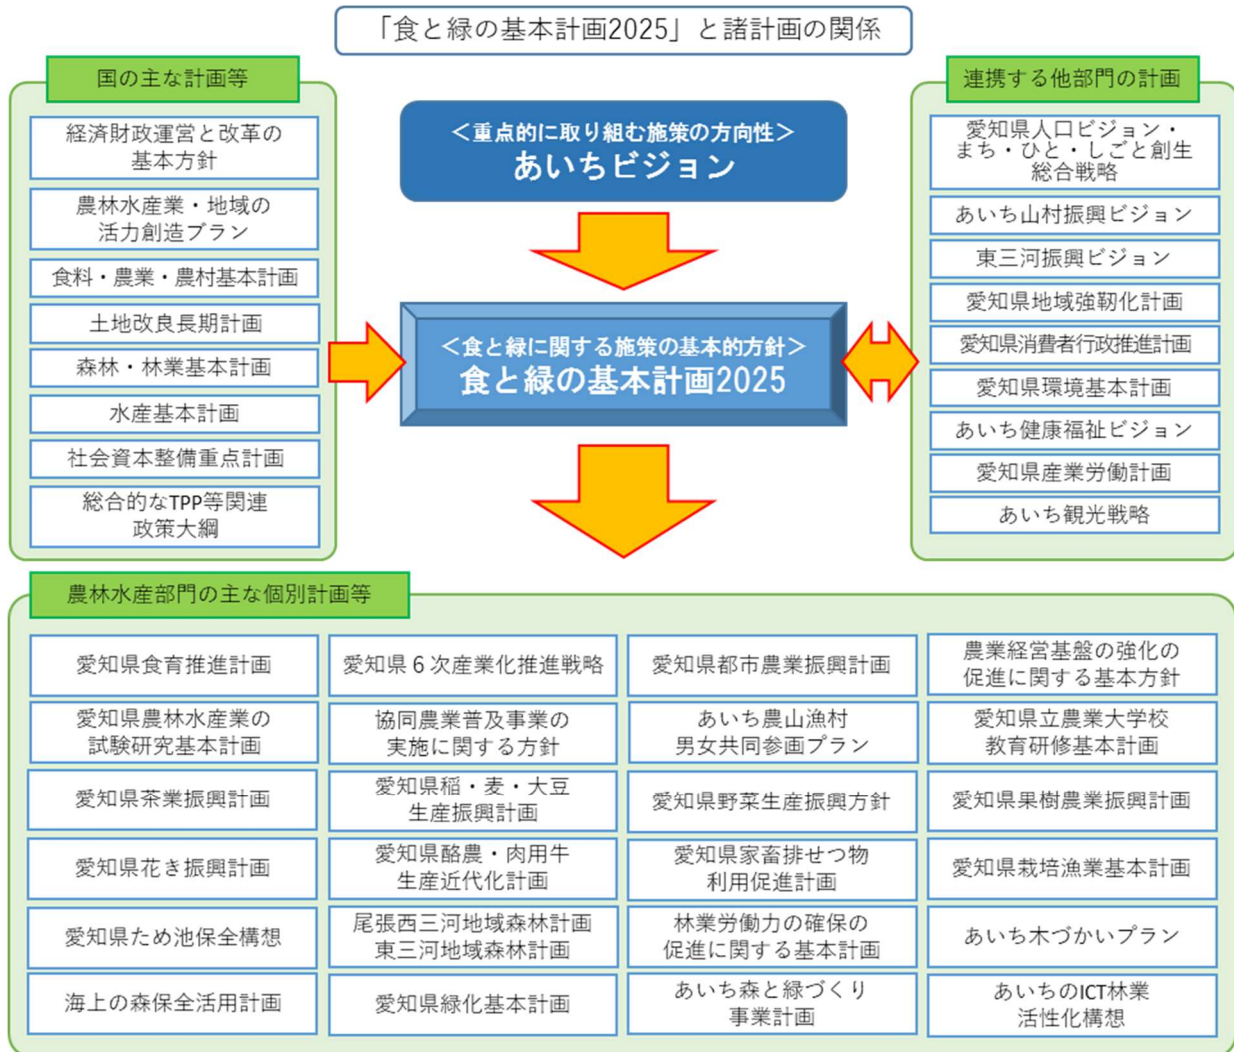 「食と緑の基本計画2025」と諸計画の関係
国の主な計画等
経済財政運営と改革の
基本方針
農林水産業・地域の
活力創造プラン
食料・農業・農村基本計画
土地改良長期計画
森林・林業基本計画
水産基本計画
社会資本整備重点計画
総合的なTPP等関連
政策大綱
＜重点的に取り組む施策の方向性＞
あいちビジョン
＜食と緑に関する施策の基本的方針＞
食と緑の基本計画2025
連携する他部門の計画
愛知県人口ビジョン・
まち・ひと・しごと創生
総合戦略
あいち山村振興ビジョン
東三河振興ビジョン
愛知県地域強靭化計画
愛知県消費者行政推進計画
愛知県環境基本計画
あいち健康福祉ビジョン
愛知県産業労働計画
あいち観光戦略
農林水産部門の主な個別計画等
愛知県食育推進計画
愛知県６次産業化推進戦略
愛知県都市農業振興計画
農業経営基盤の強化の
促進に関する基本方針
愛知県農林水産業の
試験研究基本計画
協同農業普及事業の
実施に関する方針
あいち農山漁村
男女共同参画プラン
愛知県立農業大学校
教育研修基本計画
愛知県茶業振興計画
愛知県稲・麦・大豆
生産振興計画
愛知県野菜生産振興方針
愛知県果樹農業振興計画
愛知県花き振興計画
愛知県酪農・肉用牛
生産近代化計画
愛知県家畜排せつ物
利用促進計画
愛知県栽培漁業基本計画
愛知県ため池保全構想
尾張西三河地域森林計画
東三河地域森林計画
林業労働力の確保の
促進に関する基本計画
あいち木づかいプラン
海上の森保全活用計画
愛知県緑化基本計画
あいち森と緑づくり
事業計画
あいちのICT林業
活性化構想